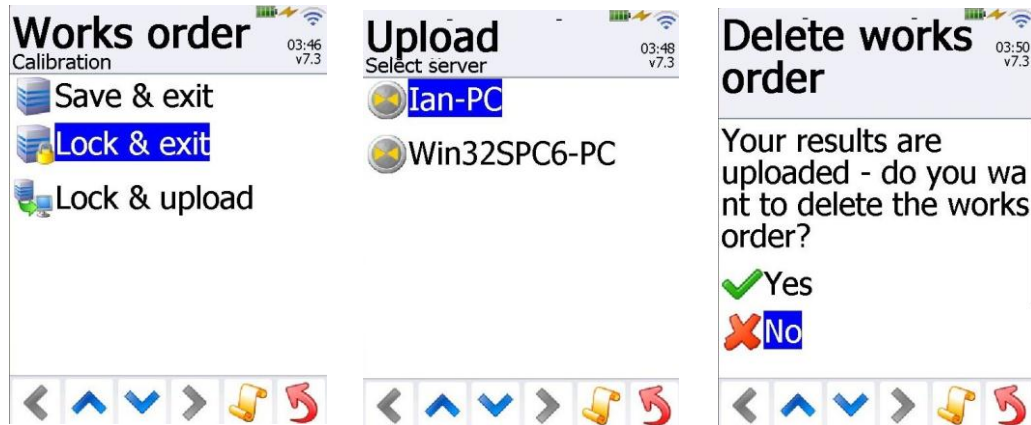 Works order
03:46
Calibration
v7.3
Save & exit
Lock & exit
Lock & upload
Upload
03:48
Select server
v7.3
Ian-PC
Win32SPC6-PC
Delete works
order
03:50
v7.3
Your results are
uploaded - do you wa
nt to delete the works
order?
Yes
No